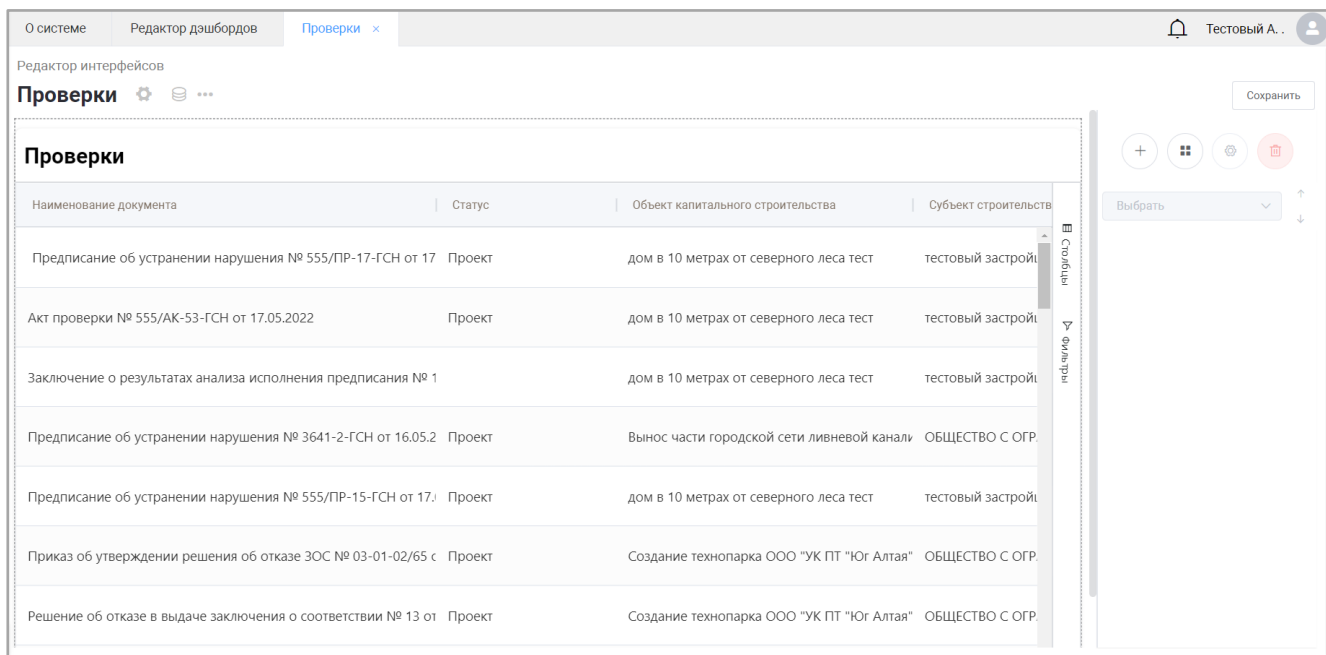 О системе Редактор дэшбордов Проверки × Тестовый А. .
Редактор интерфейсов
Проверки Сохранить
Проверки
Наименование документа Статус Объект капитального строительства Субъект строительств
Выбрать
Столбцы
Фильтры
Предписание об устранении нарушения № 555/ПР-17-ГСН от 17 Проект дом в 10 метрах от северного леса тест тестовый
Акт проверки № 555/АК-53-ГСН от 17.05.2022 Проект дом в 10 метрах от северного леса тест тестовый
Заключение о результатах анализа исполнения предписания № 1 дом в 10 метрах от северного леса тест тестовый
Предписание об устранении нарушения № 3641-2-ГСН от 16.05.2 Проект Вынос части городской сети ливневой ОБЩЕСТВО С ОГР
Предписание об устранении нарушения № 555/ПР-15-ГСН от 17. Проект дом в 10 метрах от северного леса тест тестовый
Приказ об утверждении решения об отказе ЗОС № 03-01-02/65 Проект Создание технопарка ООО "УК ПТ "Юг Алтая" ОБЩЕСТВО С ОГР
Решение об отказе в выдаче заключения о соответствии № 13 от Проект Создание технопарка ООО "УК ПТ "Юг Алтая" ОБЩЕСТВО С ОГР